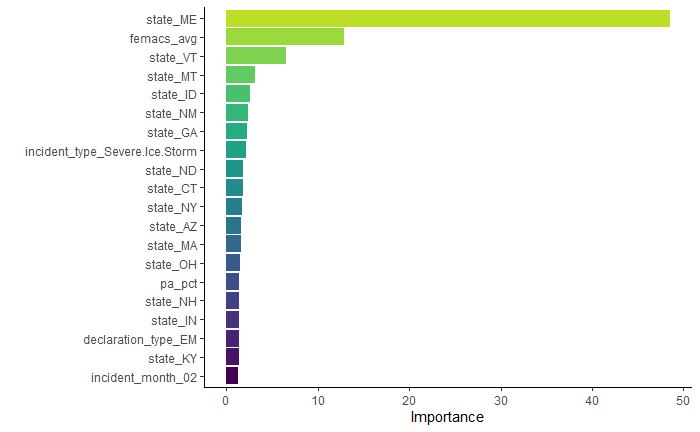 state_ME
femacs_avg
state_VT
state_MT
state_ID
state_NM
state_GA
incident_type_Severe.Ice.Storm
state_ND
state_CT
state_NY
state_AZ
state_MA
state_OH
pa_pct
state_NH
state_IN
declaration_type_EM
state_KY
incident_month_02
0 10 20 30 40 50
Importance